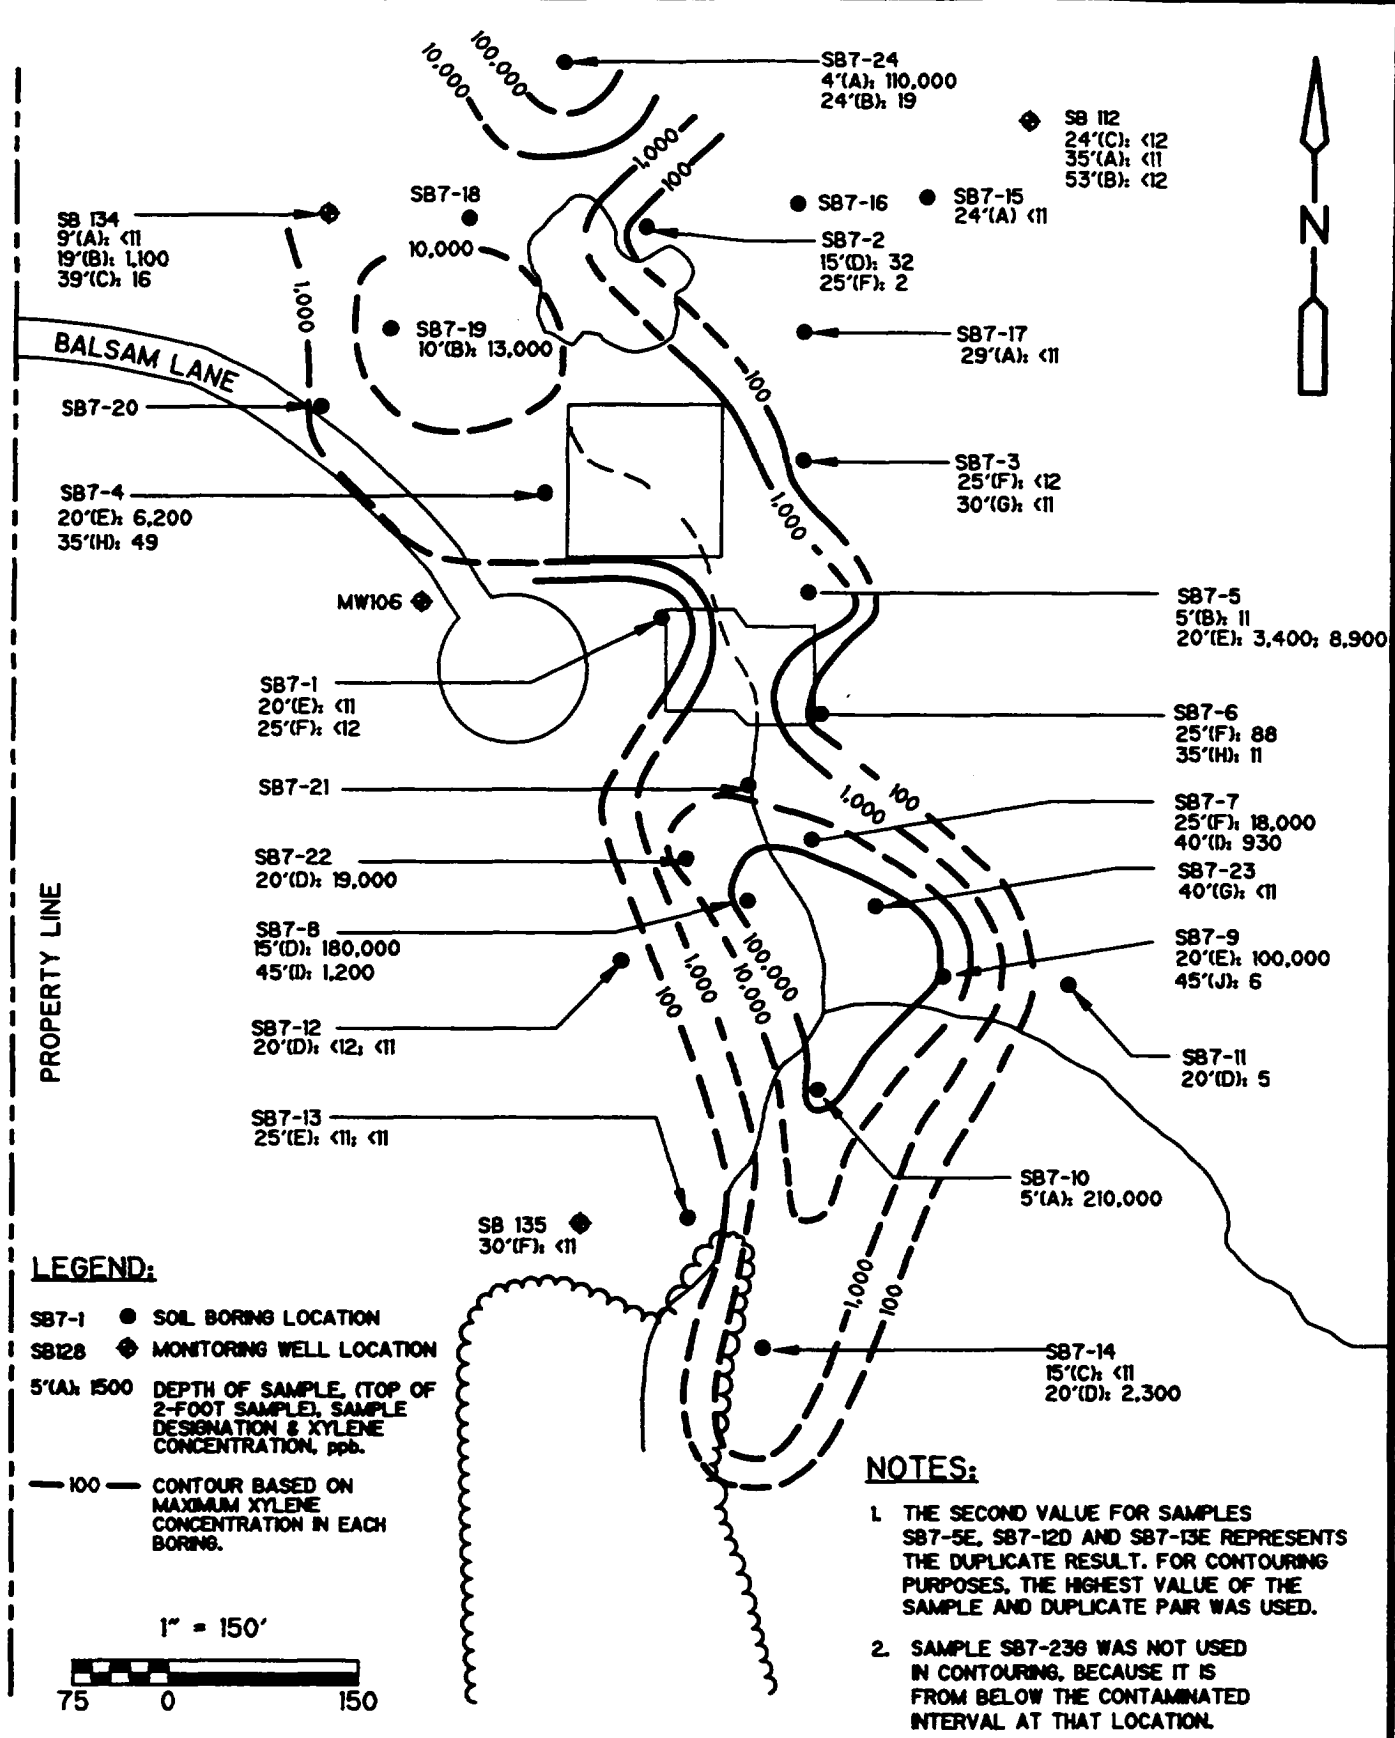 10,000
100,000
SB7-24
4'(A): 110,000
24'(B): 19
SB 112
24'(C): <12
35'(A): <11
53'(B): <12
1,000
100
SB7-18
SB 134
9'(A): <11
19'(B): 1,100
39'(C): 16
SB7-16
SB7-15
24'(A) <11
N
10,000
SB7-2
15'(D): 32
25'(F): 2
1,000
SB7-19
10'(B): 13,000
SB7-17
29'(A): <11
BALSAM LANE
100
SB7-20
SB7-3
25'(F): <12
30'(G): <11
SB7-4
20'(E): 6,200
35'(H): 49
1,000
MW106
SB7-5
5'(B): 11
20'(E): 3,400; 8,900
SB7-1
20'(E): <11
25'(F): <12
SB7-6
25'(F): 88
35'(H): 11
SB7-21
1,000
100
SB7-7
25'(F): 18,000
40'(I): 930
SB7-22
20'(D): 19,000
SB7-23
40'(G): <11
PROPERTY LINE
SB7-8
15'(D): 180,000
45'(I): 1,200
SB7-9
20'(E): 100,000
45'(J): 6
100,000
10,000
1,000
100
SB7-12
20'(D): <12; <11
SB7-11
20'(D): 5
SB7-13
25'(E): <11; <11
SB7-10
5'(A): 210,000
SB 135
30'(F): <11
1,000
100
SB7-14
15'(C): <11
20'(D): 2,300
LEGEND:
SB7-1 SOIL BORING LOCATION
SB128 MONITORING WELL LOCATION
5'(A): 1500 DEPTH OF SAMPLE, (TOP OF
2-FOOT SAMPLE), SAMPLE
DESIGNATION & XYLENE
CONCENTRATION, ppb.
100 CONTOUR BASED ON
MAXIMUM XYLENE
CONCENTRATION IN EACH
BORING.
1" = 150'
75 0 150
NOTES:
1. THE SECOND VALUE FOR SAMPLES
SB7-5E, SB7-12D AND SB7-13E REPRESENTS
THE DUPLICATE RESULT. FOR CONTOURING
PURPOSES, THE HIGHEST VALUE OF THE
SAMPLE AND DUPLICATE PAIR WAS USED.
2. SAMPLE SB7-23G WAS NOT USED
IN CONTOURING, BECAUSE IT IS
FROM BELOW THE CONTAMINATED
INTERVAL AT THAT LOCATION.